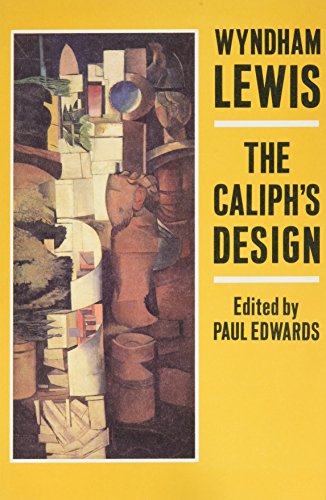 WYNDHAM
LEWIS
THE
CALIPH'S
DESIGN
Edited by
PAUL EDWARDS